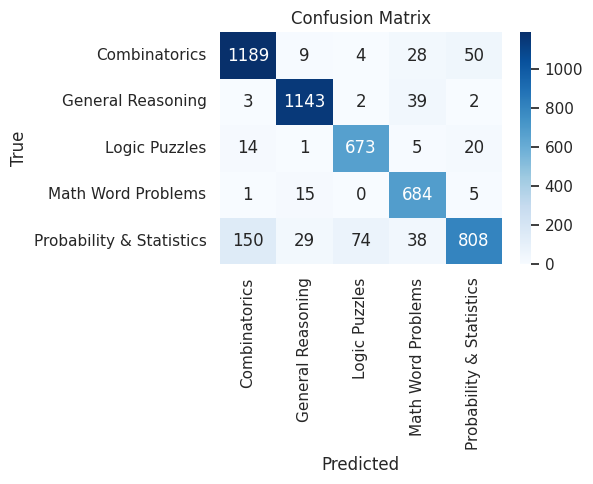 Confusion Matrix
True
Combinatorics 1189 9 4 28 50
General Reasoning 3 1143 2 39 2
Logic Puzzles 14 1 673 5 20
Math Word Problems 1 15 0 684 5
Probability & Statistics 150 29 74 38 808
Combinatorics
General Reasoning
Logic Puzzles
Math Word Problems
Probability & Statistics
Predicted
1000
800
600
400
200
0